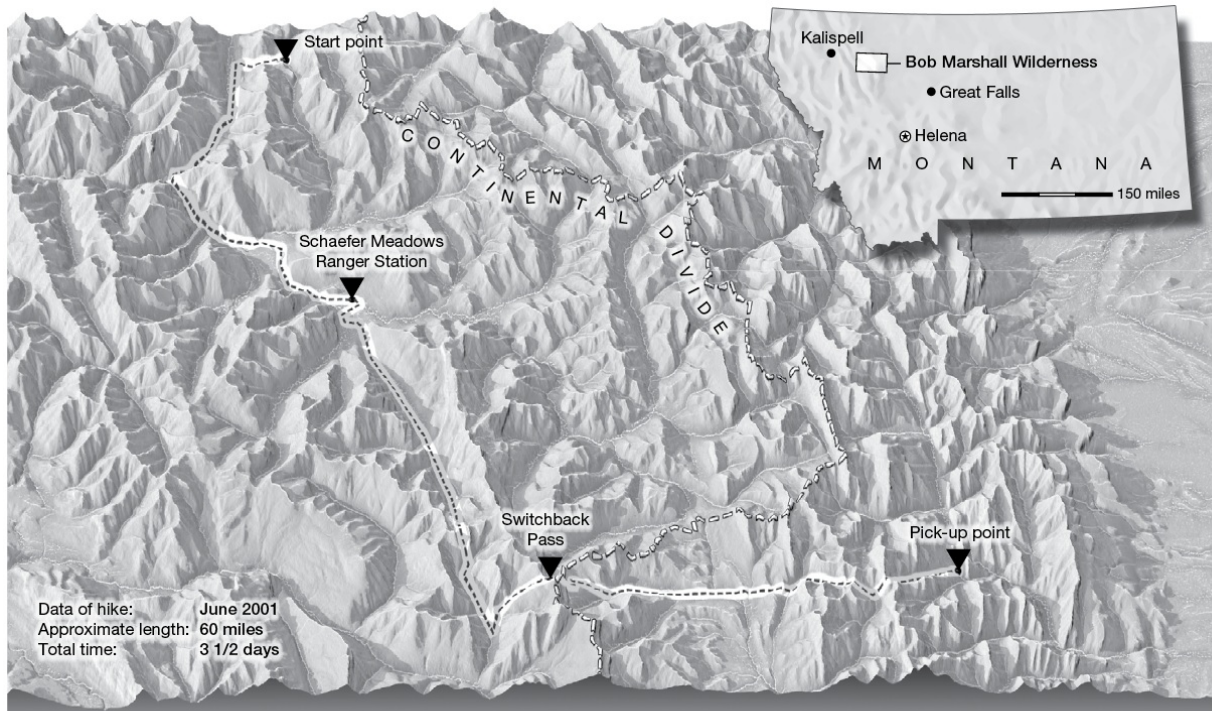 Start point
CONTINENTAL DIVIDE
Schaefer Meadows
Ranger Station
Switchback
Pass
Pick-up point
Data of hike: June 2001
Approximate length: 60 miles
Total time: 3 1/2 days
Kalispell
Bob Marshall Wilderness
Great Falls
Helena
MONTANA
150 miles